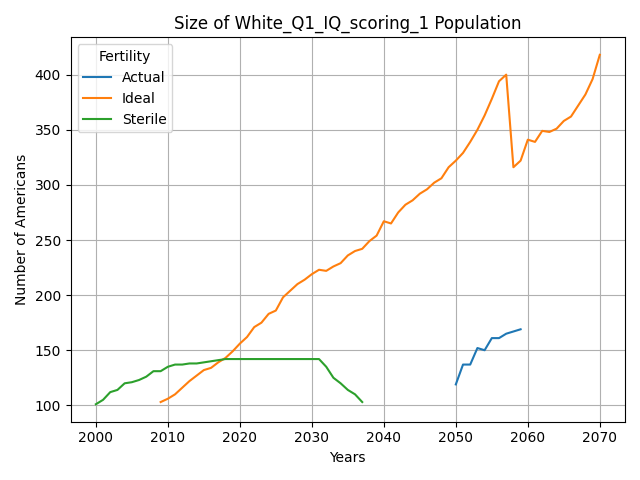 Size of White_Q1_IQ_scoring_1 Population
Fertility
Actual
Ideal
Sterile
Number of Americans
400
350
300
250
200
150
100
2000 2010 2020 2030 2040 2050 2060 2070
Years